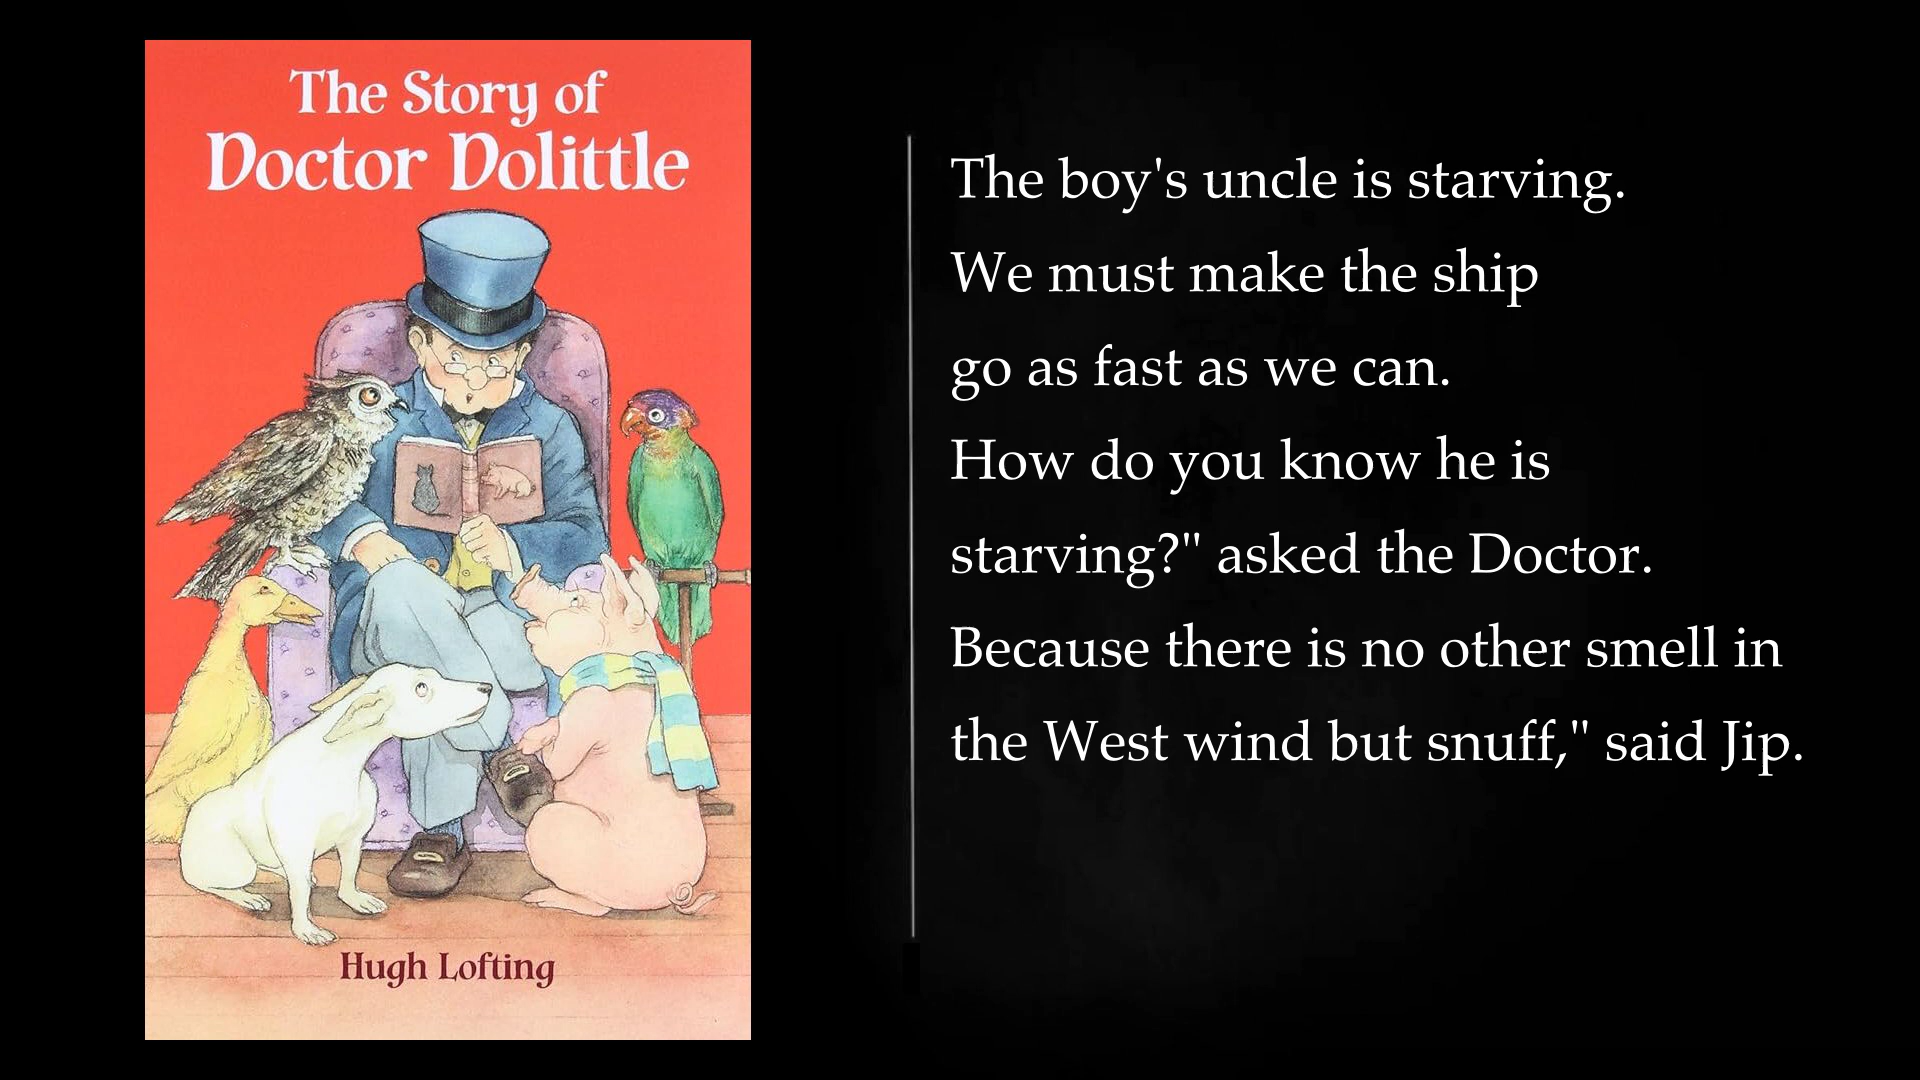 The Story of
Doctor Dolittle
Hugh Lofting
The boy's uncle is starving.
We must make the ship
go as fast as we can.
How do you know he is
starving?" asked the Doctor.
Because there is no other smell in
the West wind but snuff," said Jip.